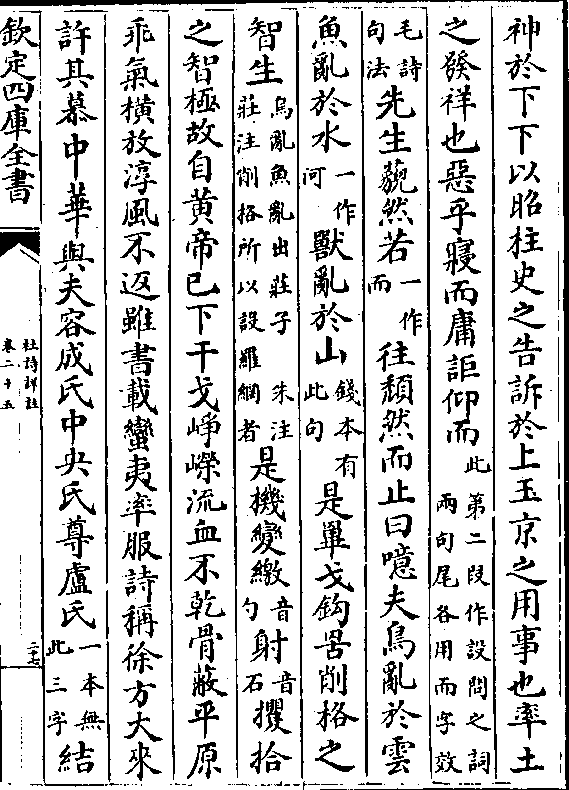 神於下下以昭柱史之告訴於上玉京之用事也率土
之發祥也惡乎寢而庸詎仰而此第二段作設問之詞兩句尾各用而字效
毛詩句法先生藐然若一作而往頹然而止曰噫夫鳥亂於雲
魚亂於水一作河獸亂於山錢本有此句是畢弋鈎罟削格之
智生烏亂魚亂出莊子 朱注莊注削格所以設羅網者是機變繳音勺射音石攫拾
之智極故自黄帝已下干戈崢嶸流血不乾骨蔽平原
乖氣横放淳風不返雖書載蠻夷率服詩稱徐方大來
許其慕中華與夫容成氏中央氏尊盧氏一本無此三字結
欽定四庫全書
杜詩詳註
卷二十五
二十七